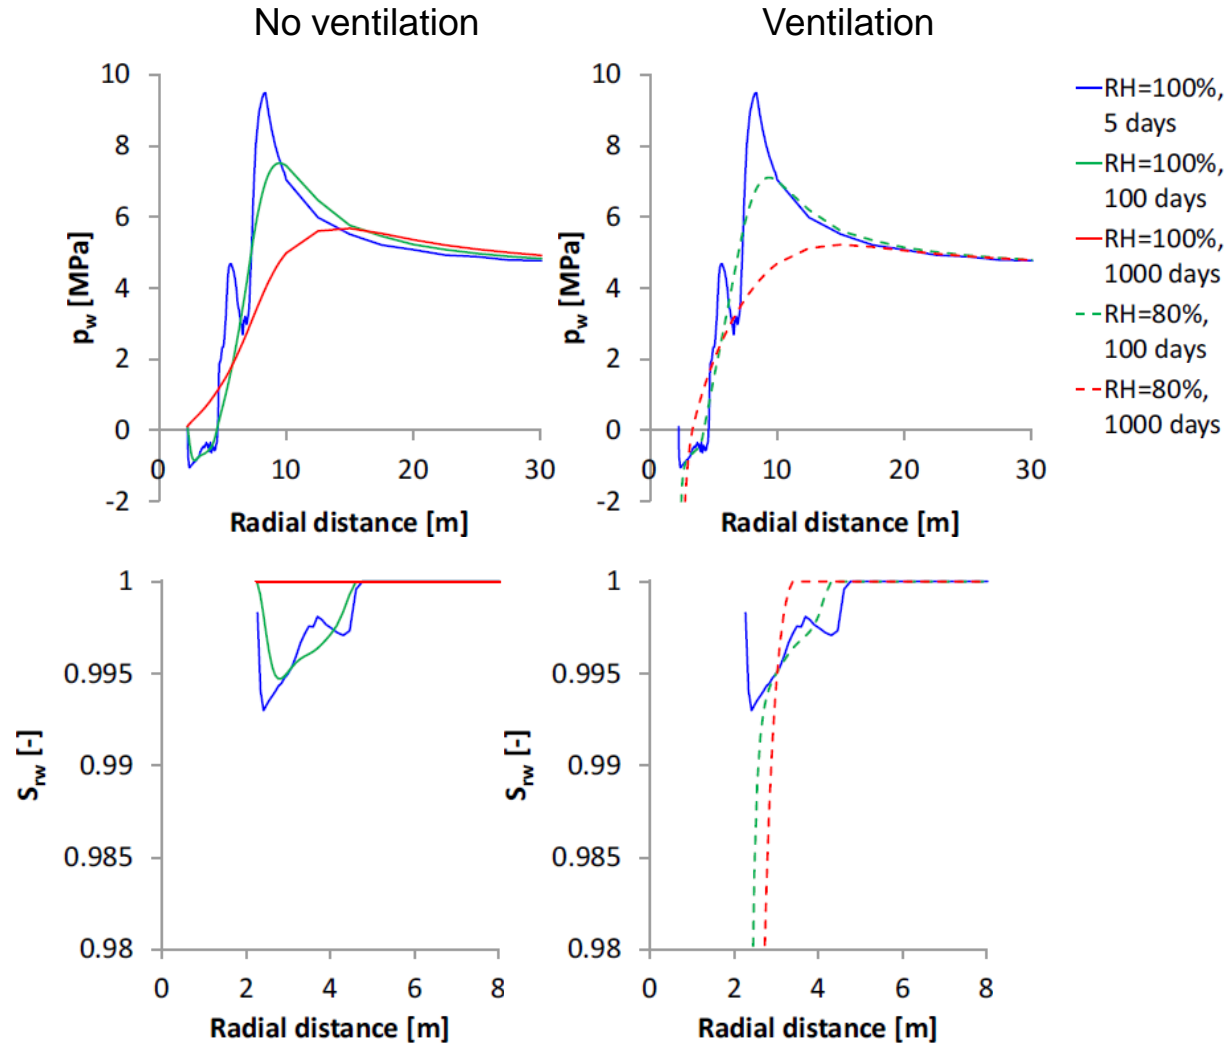 No ventilation
Ventilation
10
8
6
4
2
0
-2
0
10
20
30
pw [MPa]
Radial distance [m]
10
8
6
4
2
0
-2
0
10
20
30
pw [MPa]
Radial distance [m]
RH=100%,
5 days
RH=100%,
100 days
RH=100%,
1000 days
RH=80%,
100 days
RH=80%,
1000 days
1
0.995
0.99
0.985
0.98
0
2
4
6
8
Srw [-]
Radial distance [m]
1
0.995
0.99
0.985
0.98
0
2
4
6
8
Srw [-]
Radial distance [m]